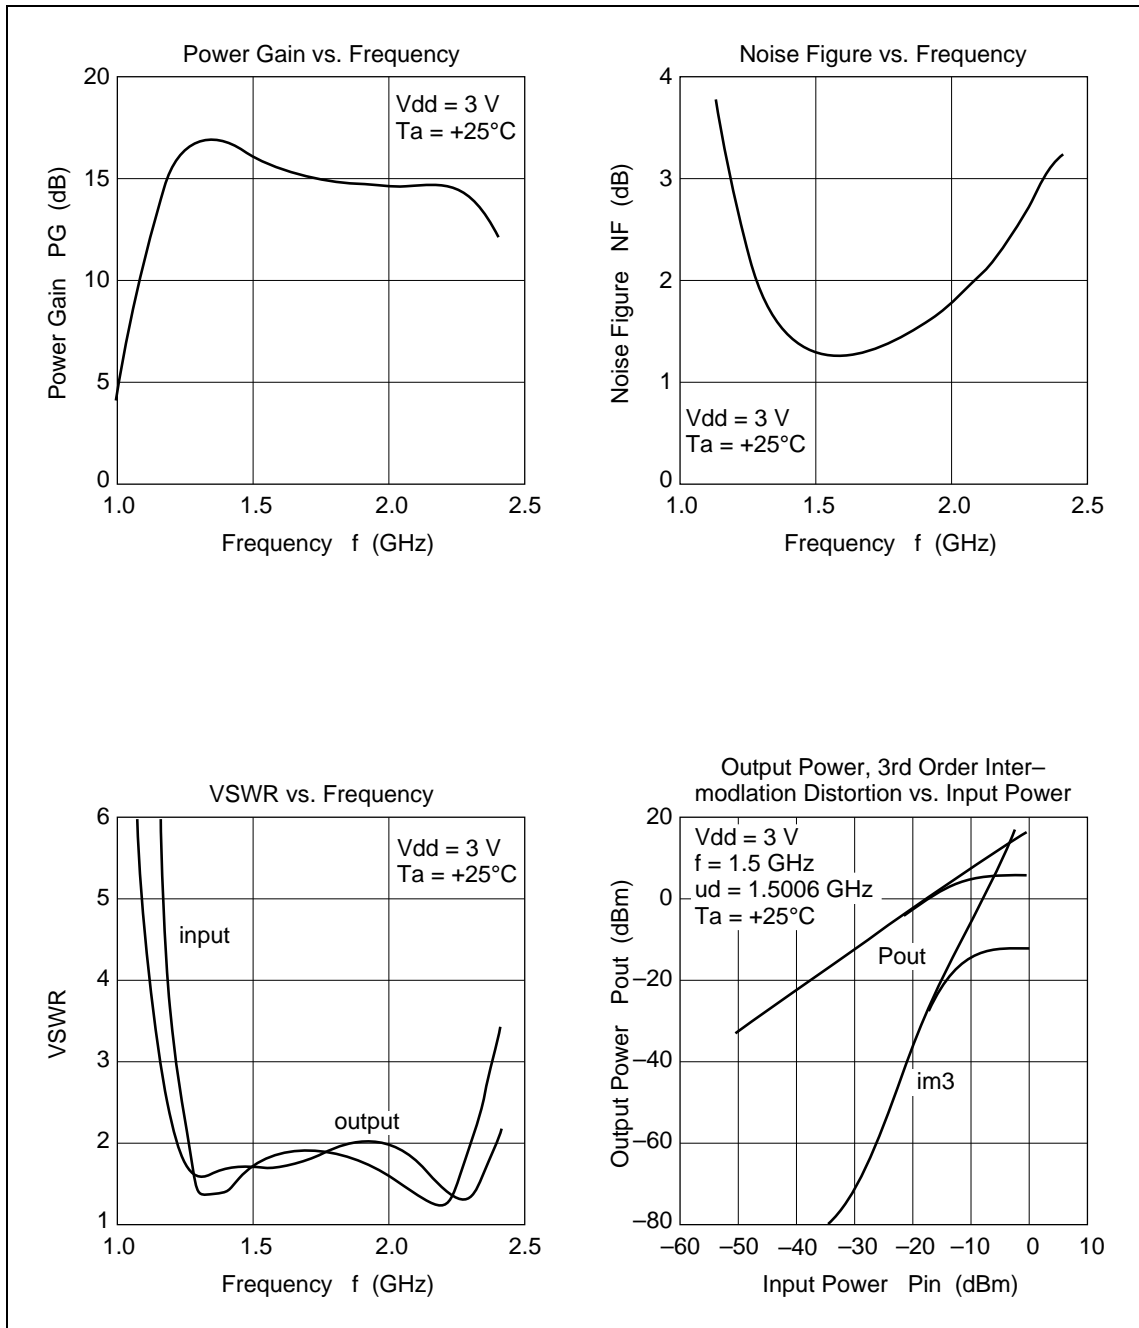 Power Gain vs. Frequency
20
15
10
5
0
Power Gain PG (dB)
Vdd = 3 V
Ta = +25°C
1.0 1.5 2.0 2.5
Frequency f (GHz)
Noise Figure vs. Frequency
4
3
2
1
0
Noise Figure NF (dB)
Vdd = 3 V
Ta = +25°C
1.0 1.5 2.0 2.5
Frequency f (GHz)
VSWR vs. Frequency
6
5
4
3
2
1
VSWR
Vdd = 3 V
Ta = +25°C
input
output
1.0 1.5 2.0 2.5
Frequency f (GHz)
Output Power, 3rd Order Inter–
modlation Distortion vs. Input Power
20
0
–20
–40
–60
–80
Output Power Pout (dBm)
Vdd = 3 V
f = 1.5 GHz
ud = 1.5006 GHz
Ta = +25°C
Pout
im3
–60 –50 –40 –30 –20 –10 0 10
Input Power Pin (dBm)